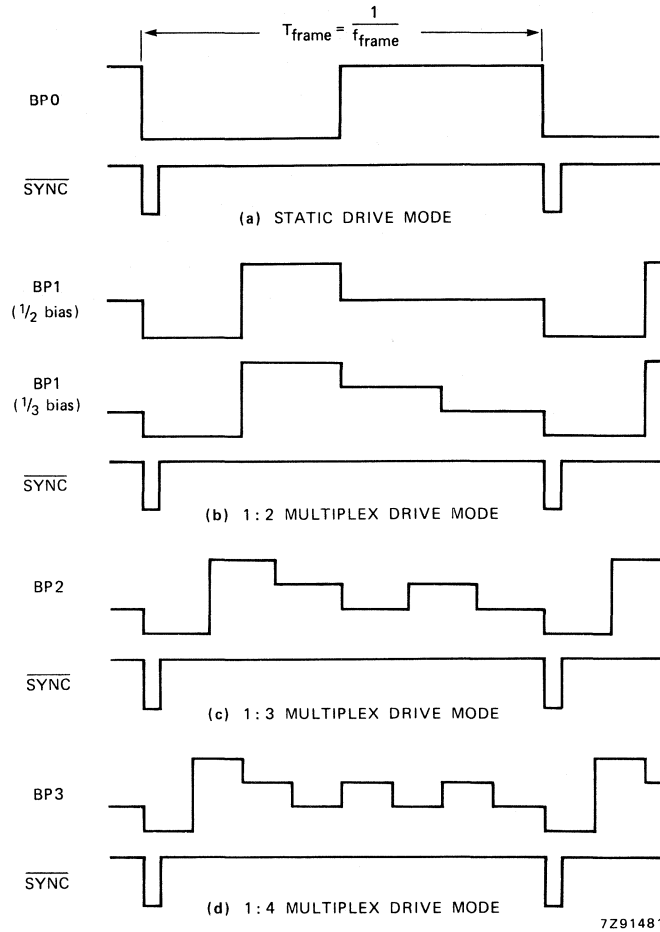 T_frame = 1 / f_frame
BP0
SYNC
(a) STATIC DRIVE MODE
BP1
(1/2 bias)
BP1
(1/3 bias)
SYNC
(b) 1:2 MULTIPLEX DRIVE MODE
BP2
SYNC
(c) 1:3 MULTIPLEX DRIVE MODE
BP3
SYNC
(d) 1:4 MULTIPLEX DRIVE MODE
7Z91481